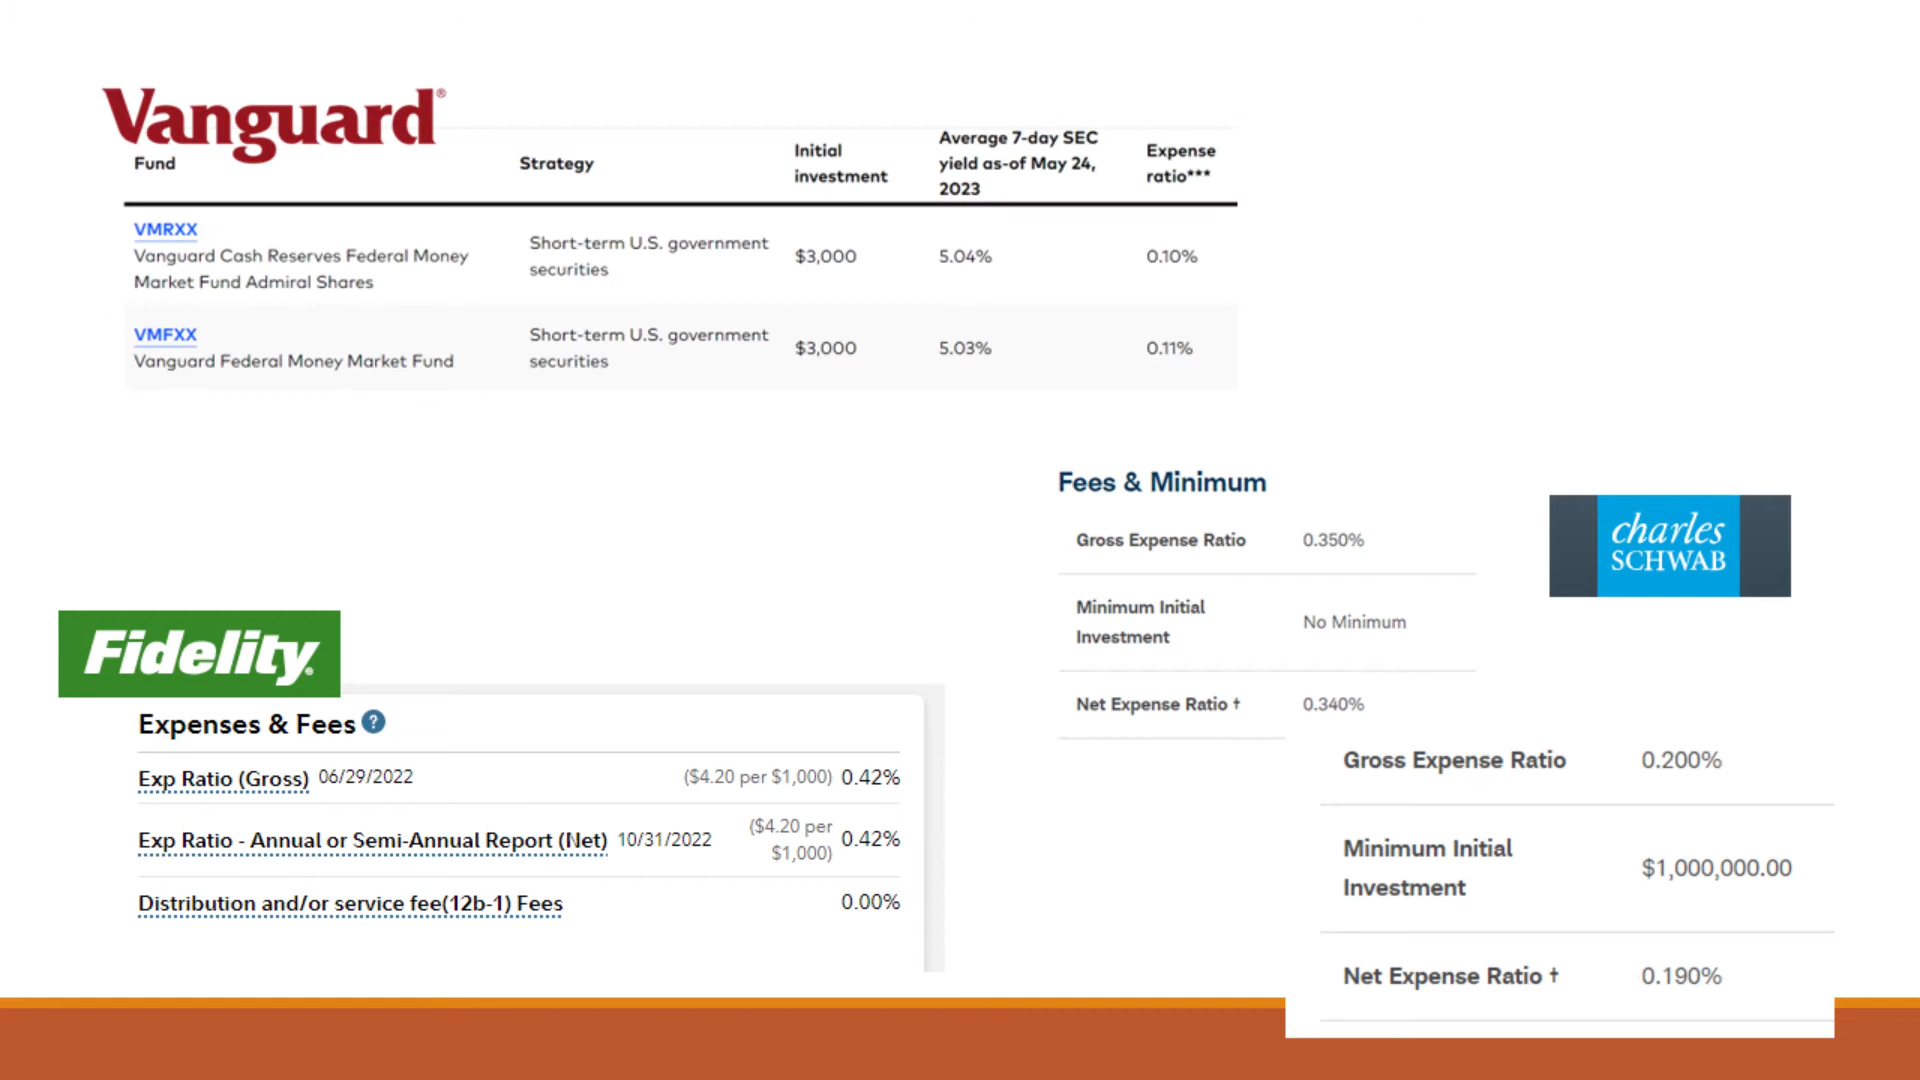 Vanguard®
Fund Strategy Initial investment Average 7-day SEC yield as-of May 24, 2023 Expense ratio***
VMRXX
Vanguard Cash Reserves Federal Money
Market Fund Admiral Shares
Short-term U.S. government
securities
$3,000
5.04%
0.10%
VMFXX
Vanguard Federal Money Market Fund
Short-term U.S. government
securities
$3,000
5.03%
0.11%
Fees & Minimum
charles
SCHWAB
Gross Expense Ratio 0.350%
Minimum Initial
Investment
No Minimum
Net Expense Ratio † 0.340%
Gross Expense Ratio 0.200%
Minimum Initial
Investment
$1,000,000.00
Net Expense Ratio † 0.190%
Fidelity®
Expenses & Fees ?
Exp Ratio (Gross) 06/29/2022 ($4.20 per $1,000) 0.42%
Exp Ratio - Annual or Semi-Annual Report (Net) 10/31/2022 ($4.20 per
$1,000) 0.42%
Distribution and/or service fee(12b-1) Fees 0.00%